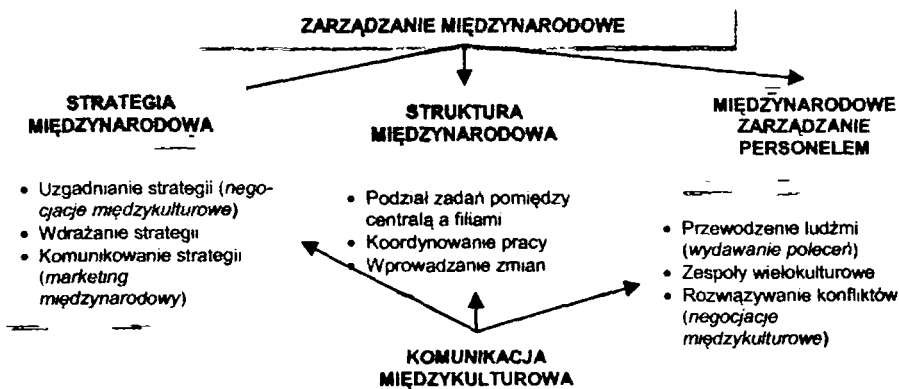 ZARZĄDZANIE MIĘDZYNARODOWE
STRATEGIA
MIĘDZYNARODOWA
• Uzgadnianie strategii (nego-
cjacje międzykulturowe)
• Wdrażanie strategii
• Komunikowanie strategii
(marketing
międzynarodowy)
STRUKTURA
MIĘDZYNARODOWA
• Podział zadań pomiędzy
centralą a filiami
• Koordynowanie pracy
• Wprowadzanie zmian
MIĘDZYNARODOWE
ZARZĄDZANIE
PERSONELEM
• Przewodzenie ludźmi
(wydawanie poleceń)
• Zespoły wielokulturowe
• Rozwiązywanie konfliktów
(negocjacje
międzykulturowe)
KOMUNIKACJA
MIĘDZYKULTUROWA